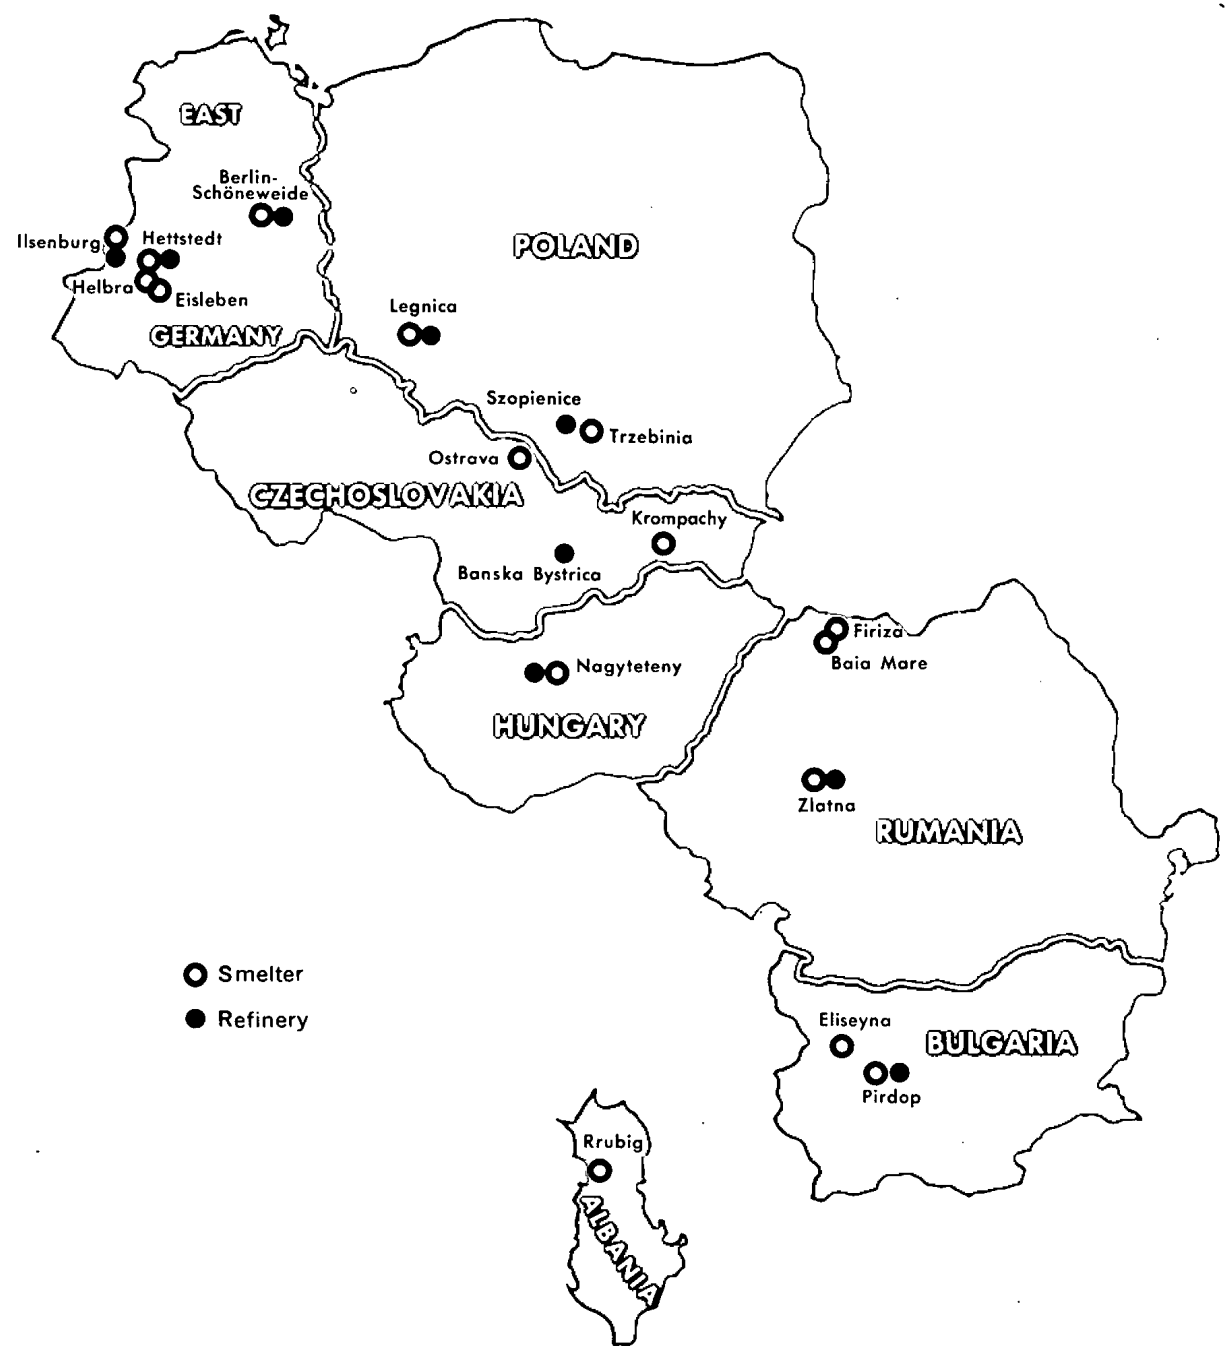 EAST
Berlin-
Schöneweide
Ilsenburg
Hettstedt
Helbra
Eisleben
GERMANY
POLAND
Legnica
Szopienice
Trzebinia
Ostrava
CZECHOSLOVAKIA
Krompachy
Banska Bystrica
Firiza
Baia Mare
Nagyteteny
HUNGARY
Zlatna
RUMANIA
Smelter
Refinery
Eliseyna
BULGARIA
Pirdop
Rrubig
ALBANIA